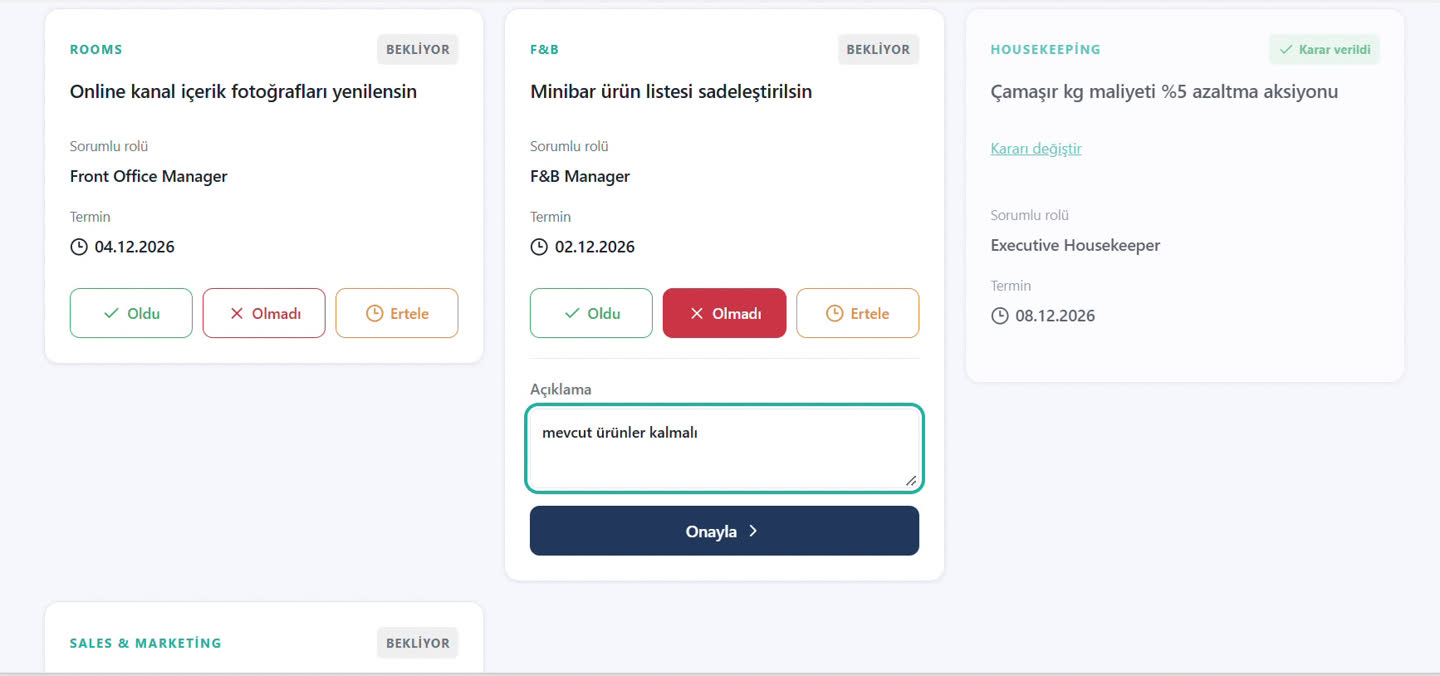 ROOMS
BEKLİYOR
Online kanal içerik fotoğrafları yenilensin
Sorumlu rolü
Front Office Manager
Termin
04.12.2026
Oldu
Olmadı
Ertele
F&B
BEKLİYOR
Minibar ürün listesi sadeleştirilsin
Sorumlu rolü
F&B Manager
Termin
02.12.2026
Oldu
Olmadı
Ertele
Açıklama
mevcut ürünler kalmalı
Onayla
HOUSEKEEPİNG
Karar verildi
Çamaşır kg maliyeti %5 azaltma aksiyonu
Kararı değiştir
Sorumlu rolü
Executive Housekeeper
Termin
08.12.2026
SALES & MARKETİNG
BEKLİYOR